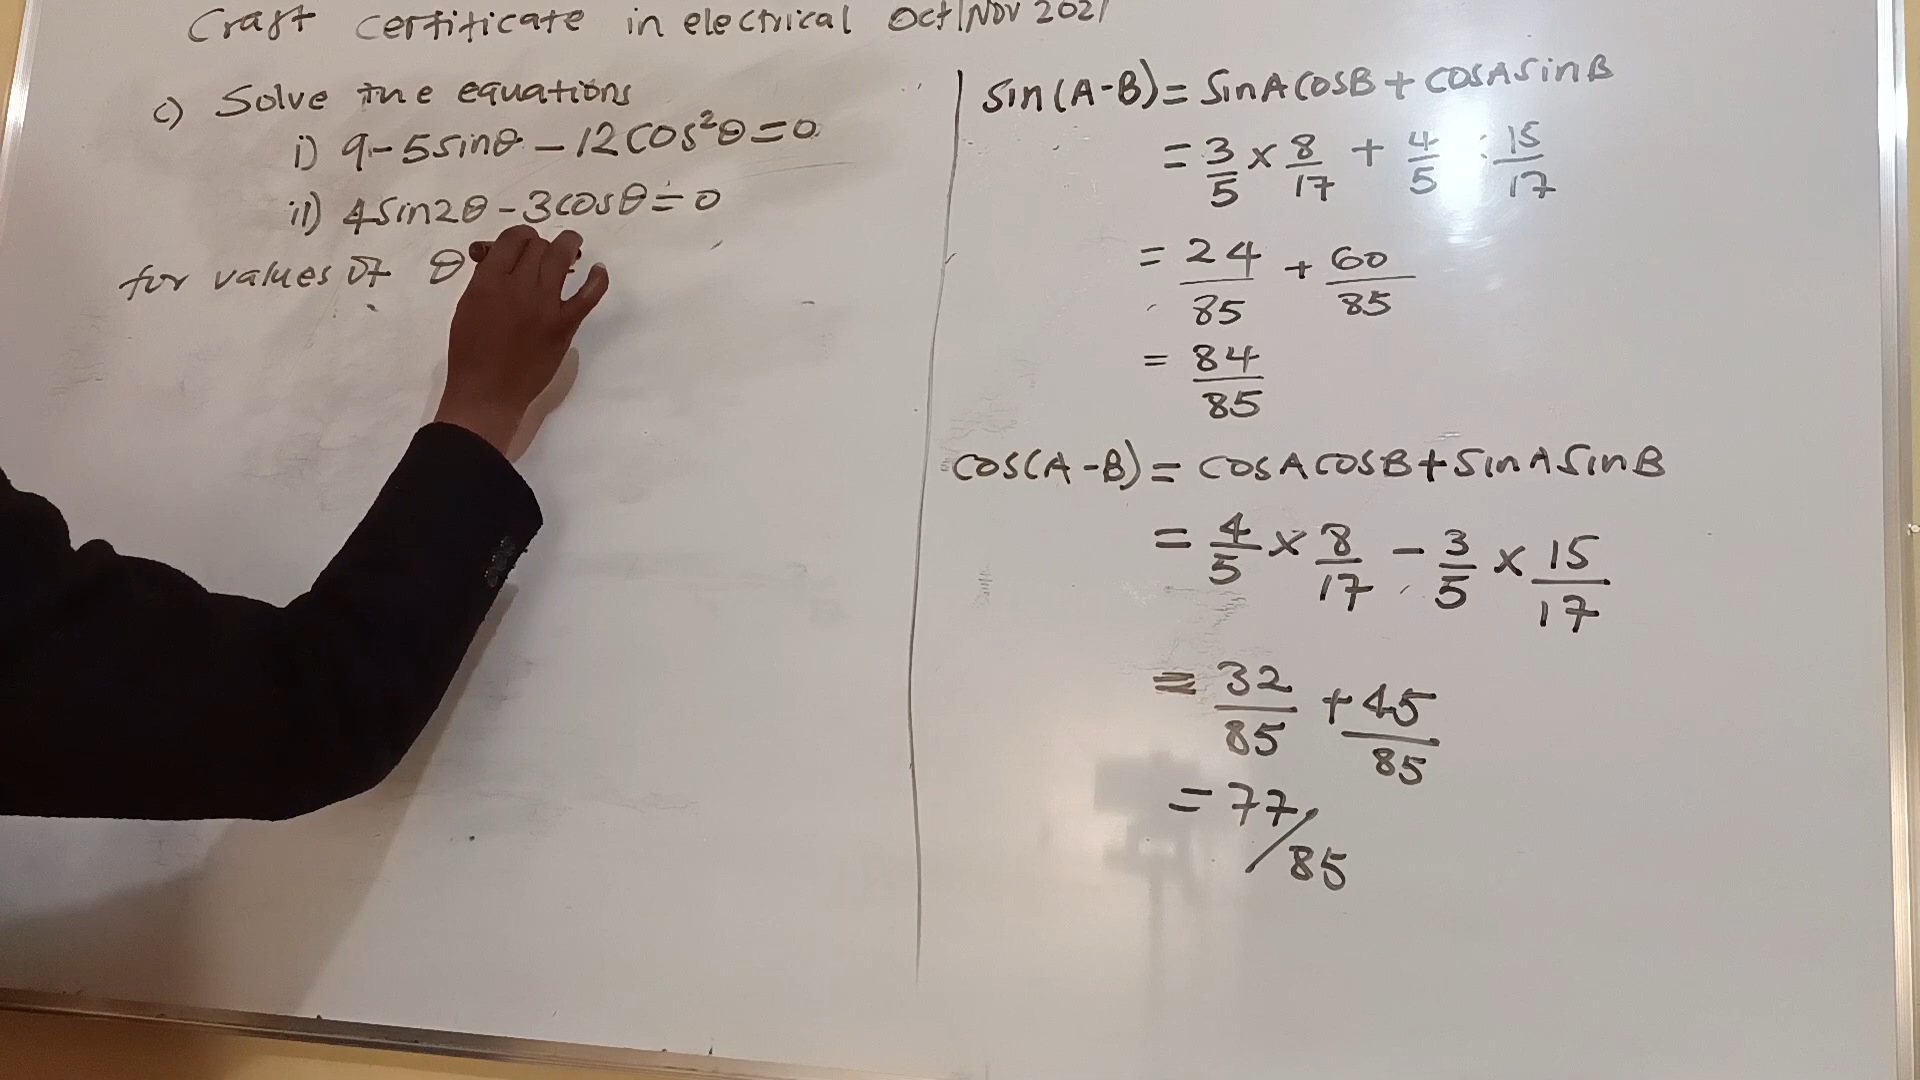 Craft certificate in electrical Oct/Nov 2021
c) Solve the equations
i) 9-5sinθ - 12cos²θ=0
ii) 4sin2θ - 3cosθ=0
for values of θ
sin(A-B)= sinAcosB + cosAsinB
= 3/5 × 8/17 + 4/5 15/17
= 24/85 + 60/85
= 84/85
cos(A-B)= cosAcosB+sinAsinB
= 4/5 × 8/17 - 3/5 × 15/17
= 32/85 + 45/85
= 77/85